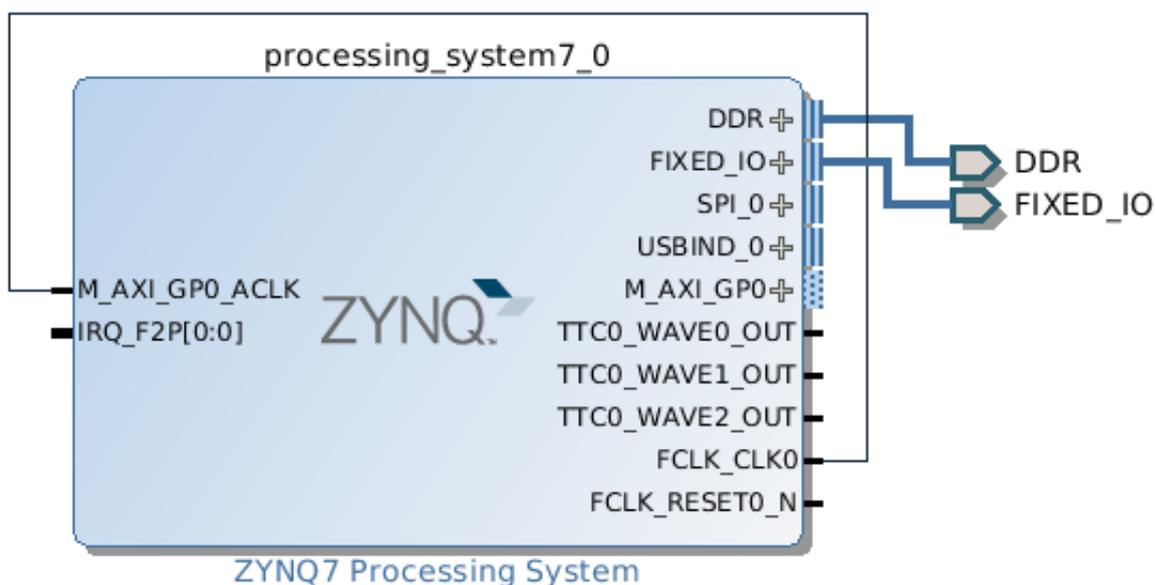 processing_system7_0
DDR
FIXED_IO
SPI_0
USBIND_0
M_AXI_GP0
TTC0_WAVE0_OUT
TTC0_WAVE1_OUT
TTC0_WAVE2_OUT
FCLK_CLK0
FCLK_RESET0_N
M_AXI_GP0_ACLK
IRQ_F2P[0:0]
ZYNQ
DDR
FIXED_IO
ZYNQ7 Processing System